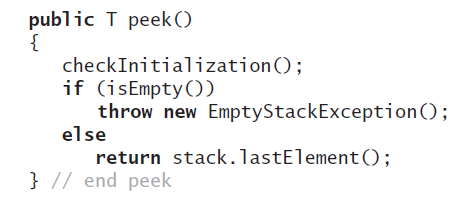 public T peek()
{
checkInitialization();
if (isEmpty())
throw new EmptyStackException();
else
return stack.lastElement();
} // end peek